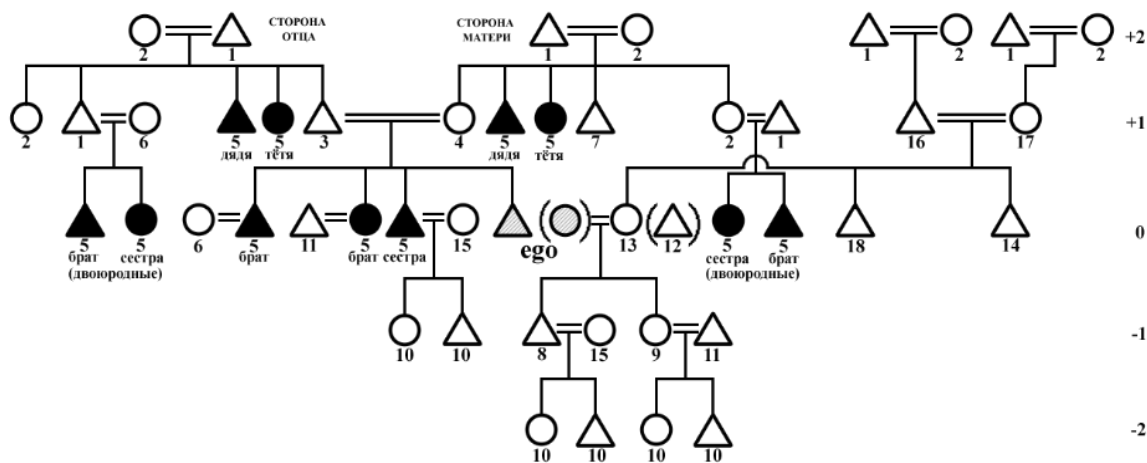 СТОРОНА ОТЦА
СТОРОНА МАТЕРИ
2 1 1 2 1 2 1 2 +2
2 1 6 5 5 3 4 5 5 7 2 1 16 17 +1
дядя тётя дядя тётя
5 5 6 5 11 5 5 15 ego 13 12 5 5 18 14 0
брат сестра брат брат сестра сестра брат
(двоюродные) (двоюродные)
10 10 8 15 9 11 -1
10 10 10 10 -2